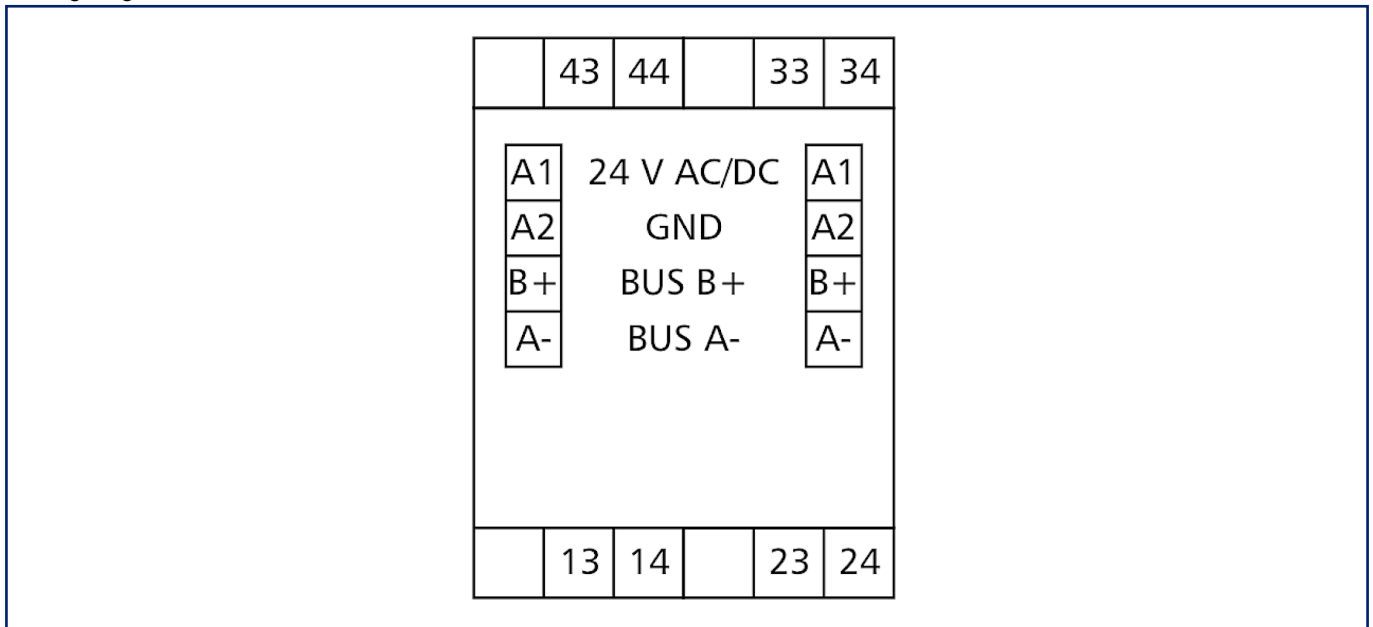 43 44 33 34
A1 24 V AC/DC A1
A2 GND A2
B+ BUS B+ B+
A- BUS A- A-
13 14 23 24